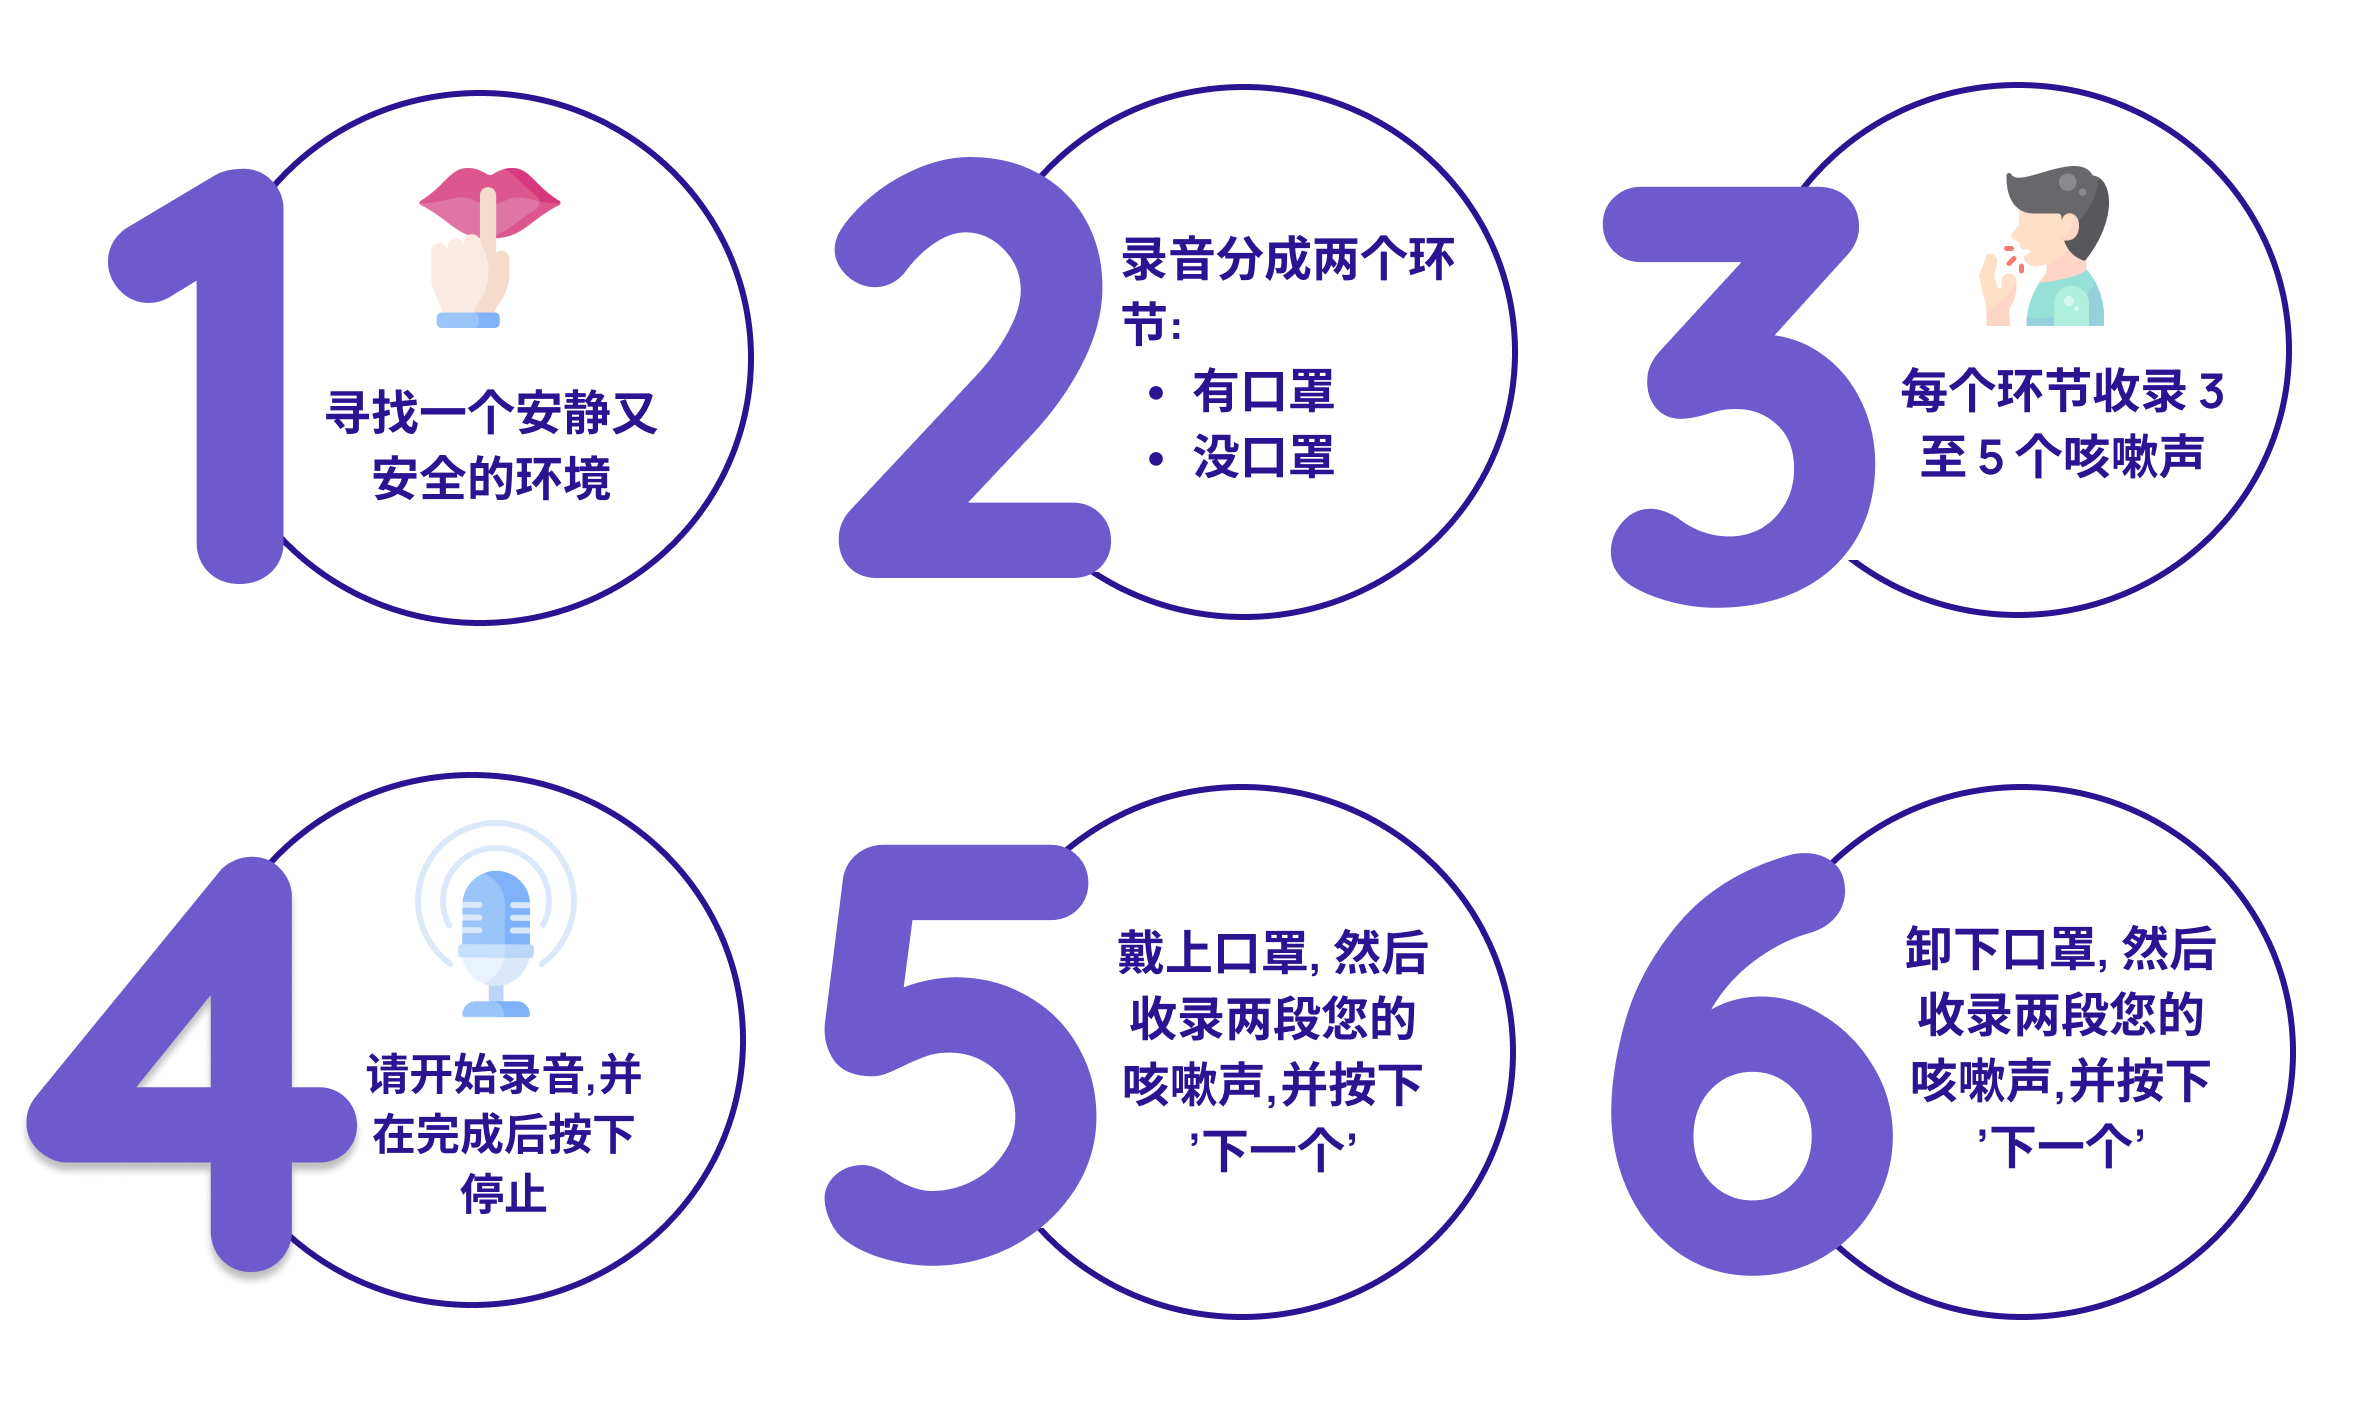 1
寻找一个安静又
安全的环境
2
录音分成两个环
节:
• 有口罩
• 没口罩
3
每个环节收录 3
至 5 个咳嗽声
4
请开始录音,并
在完成后按下
停止
5
戴上口罩, 然后
收录两段您的
咳嗽声,并按下
’下一个’
6
卸下口罩, 然后
收录两段您的
咳嗽声,并按下
’下一个’